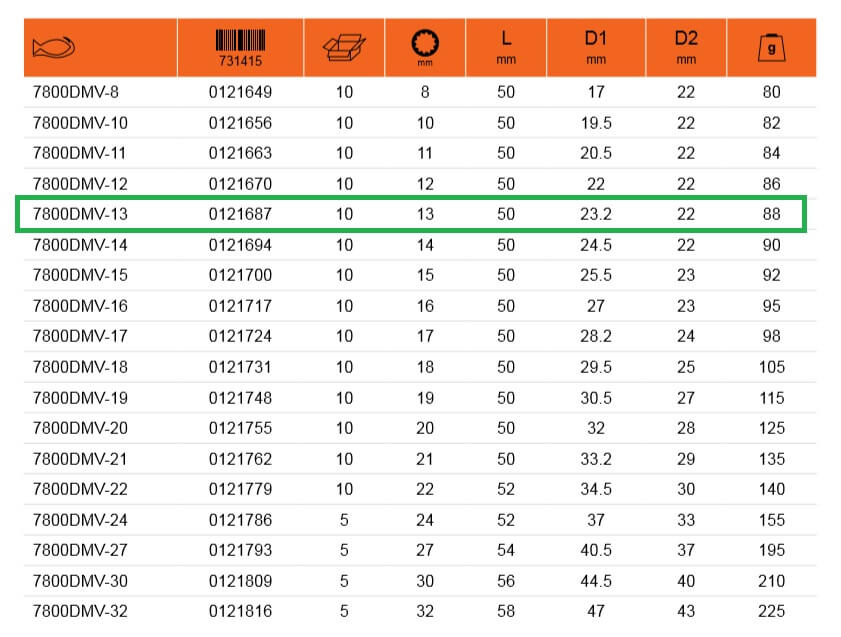 731415 mm L mm D1 mm D2 mm g
7800DMV-8 0121649 10 8 50 17 22 80
7800DMV-10 0121656 10 10 50 19.5 22 82
7800DMV-11 0121663 10 11 50 20.5 22 84
7800DMV-12 0121670 10 12 50 22 22 86
7800DMV-13 0121687 10 13 50 23.2 22 88
7800DMV-14 0121694 10 14 50 24.5 22 90
7800DMV-15 0121700 10 15 50 25.5 23 92
7800DMV-16 0121717 10 16 50 27 23 95
7800DMV-17 0121724 10 17 50 28.2 24 98
7800DMV-18 0121731 10 18 50 29.5 25 105
7800DMV-19 0121748 10 19 50 30.5 27 115
7800DMV-20 0121755 10 20 50 32 28 125
7800DMV-21 0121762 10 21 50 33.2 29 135
7800DMV-22 0121779 10 22 52 34.5 30 140
7800DMV-24 0121786 5 24 52 37 33 155
7800DMV-27 0121793 5 27 54 40.5 37 195
7800DMV-30 0121809 5 30 56 44.5 40 210
7800DMV-32 0121816 5 32 58 47 43 225